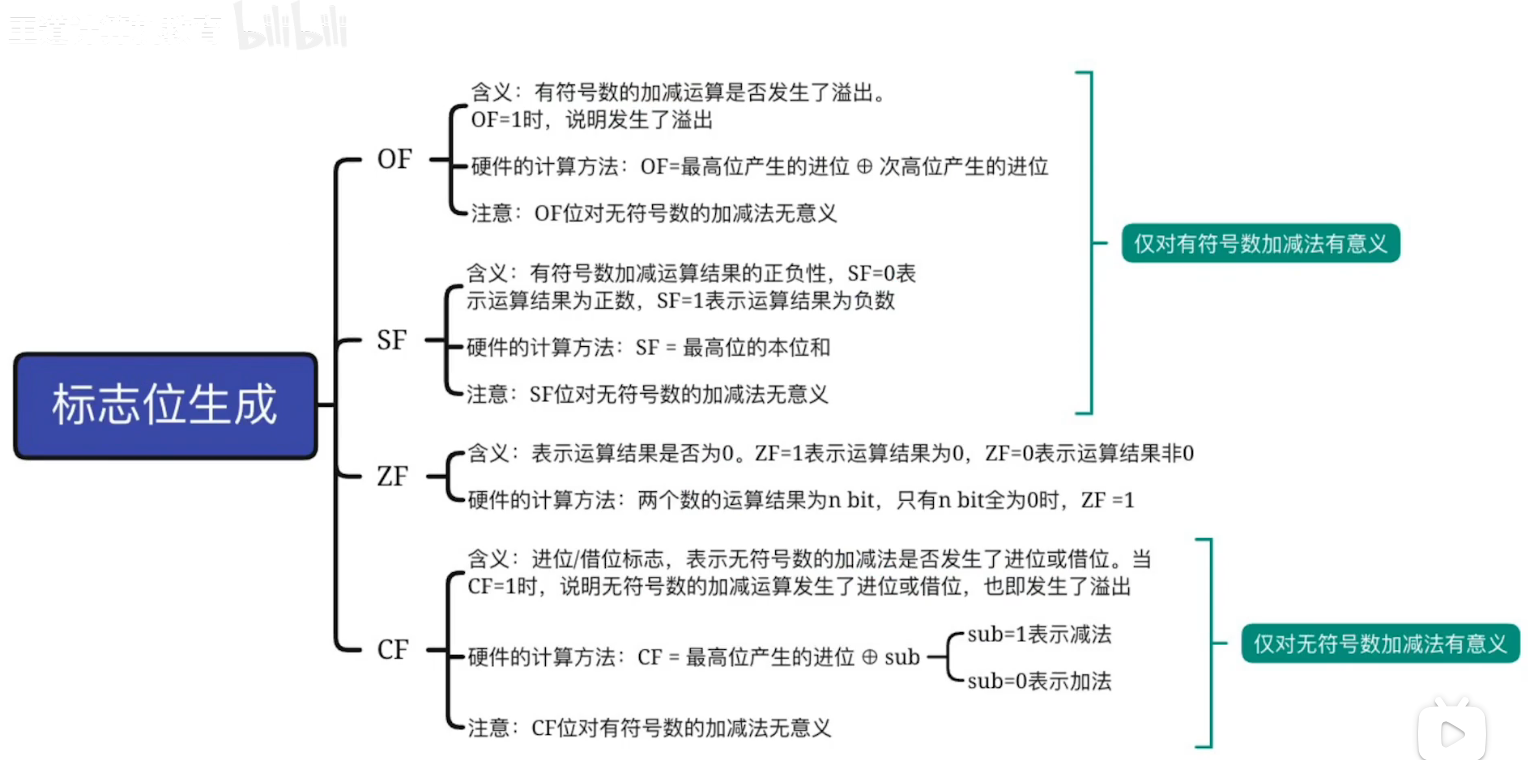 bilibili
含义：有符号数的加减运算是否发生了溢出。
OF=1时，说明发生了溢出
OF
硬件的计算方法：OF=最高位产生的进位 ⊕ 次高位产生的进位
注意：OF位对无符号数的加减法无意义
仅对有符号数加减法有意义
含义：有符号数加减运算结果的正负性，SF=0表
示运算结果为正数，SF=1表示运算结果为负数
SF
硬件的计算方法：SF = 最高位的本位和
注意：SF位对无符号数的加减法无意义
标志位生成
含义：表示运算结果是否为0。ZF=1表示运算结果为0，ZF=0表示运算结果非0
ZF
硬件的计算方法：两个数的运算结果为n bit，只有n bit全为0时，ZF =1
含义：进位/借位标志，表示无符号数的加减法是否发生了进位或借位。当
CF=1时，说明无符号数的加减运算发生了进位或借位，也即发生了溢出
CF
硬件的计算方法：CF = 最高位产生的进位 ⊕ sub
sub=1表示减法
sub=0表示加法
仅对无符号数加减法有意义
注意：CF位对有符号数的加减法无意义